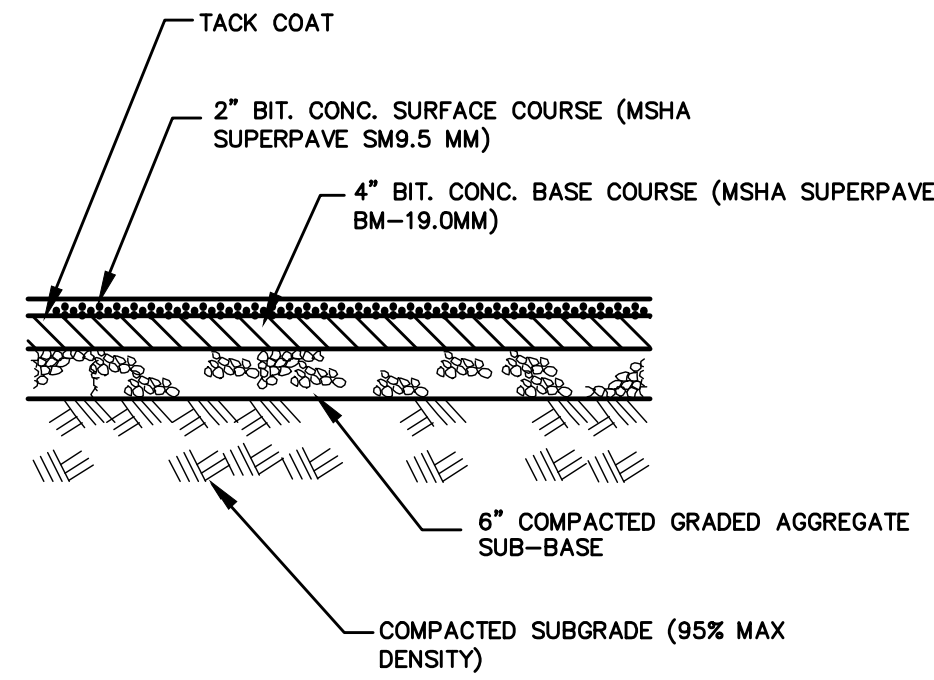 TACK COAT
2" BIT. CONC. SURFACE COURSE (MSHA
SUPERPAVE SM9.5 MM)
4" BIT. CONC. BASE COURSE (MSHA SUPERPAVE
BM-19.0MM)
6" COMPACTED GRADED AGGREGATE
SUB-BASE
COMPACTED SUBGRADE (95% MAX
DENSITY)